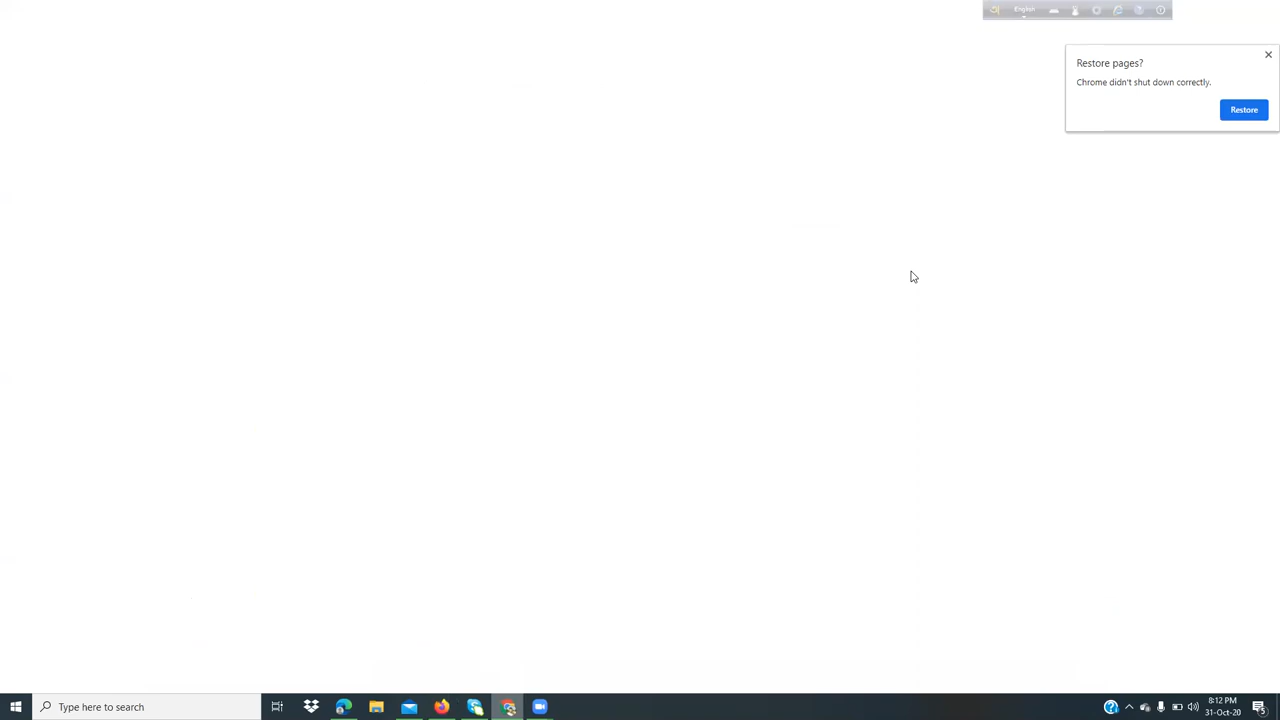 অ English
Restore pages?
Chrome didn't shut down correctly.
Restore
Type here to search
8:12 PM
31-Oct-20
5